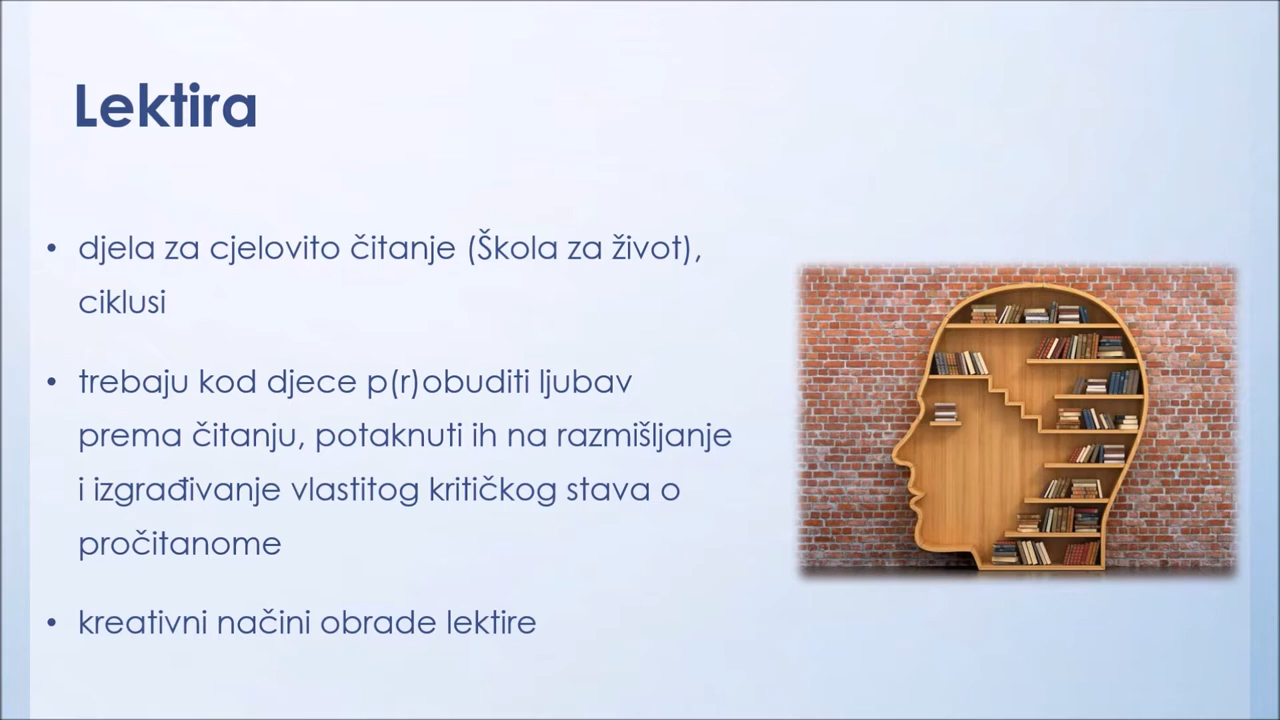 Lektira
• djela za cjelovito čitanje (Škola za život),
ciklusi
• trebaju kod djece p(r)obuditi ljubav
prema čitanju, potaknuti ih na razmišljanje
i izgrađivanje vlastitog kritičkog stava o
pročitanome
• kreativni načini obrade lektire